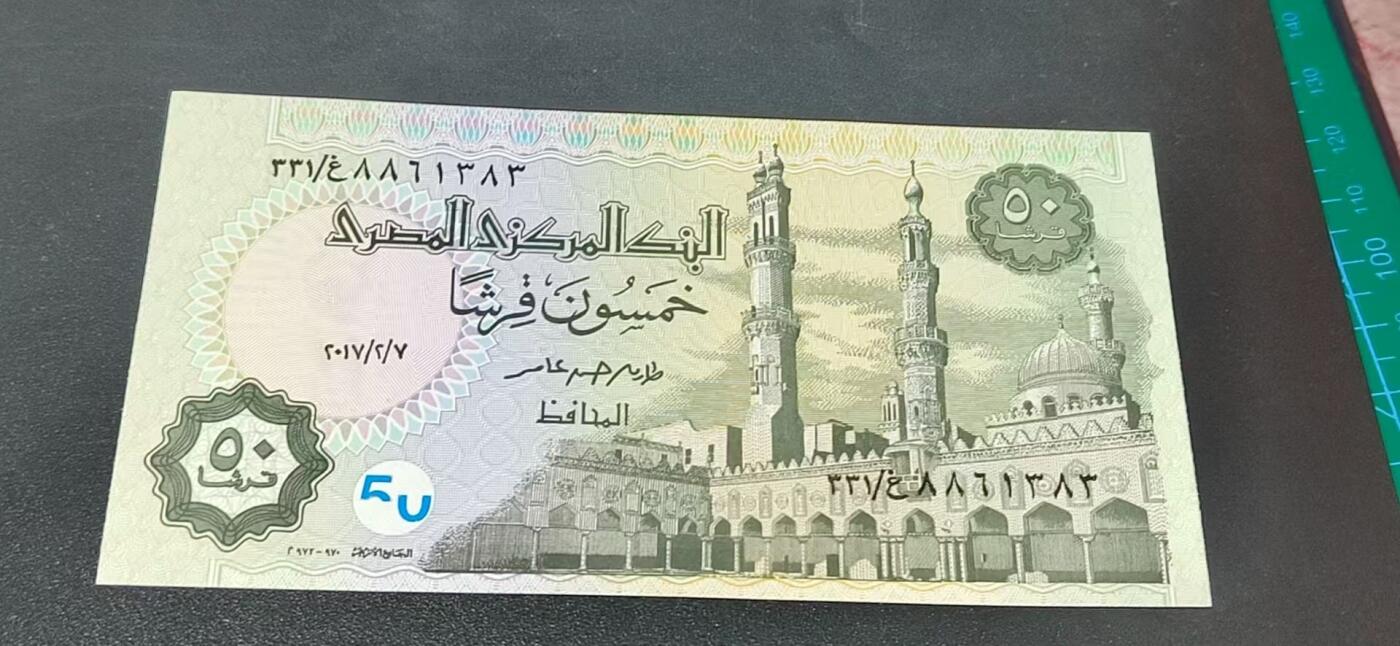 ٣٣١/غ ٨٨٦١٣٨٣
٥٠
قرشا
البنك المركزى المصرى
خمسون قرشًا
٢٠١٧/٢/٧
طارق حسن عامر
المحافظ
٥٠
قرشا
50
٣٣١/غ ٨٨٦١٣٨٣
140
130
120
110
100